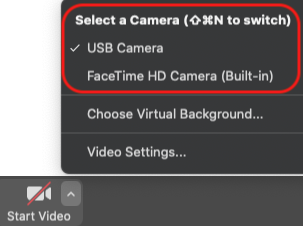 Select a Camera (⇧⌘N to switch)
✓ USB Camera
FaceTime HD Camera (Built-in)
Choose Virtual Background...
Video Settings...
Start Video